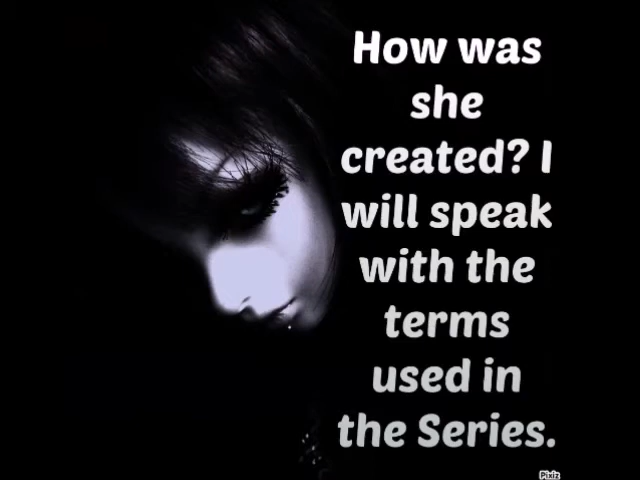 How was
she
created? I
will speak
with the
terms
used in
the Series.
Pixiz